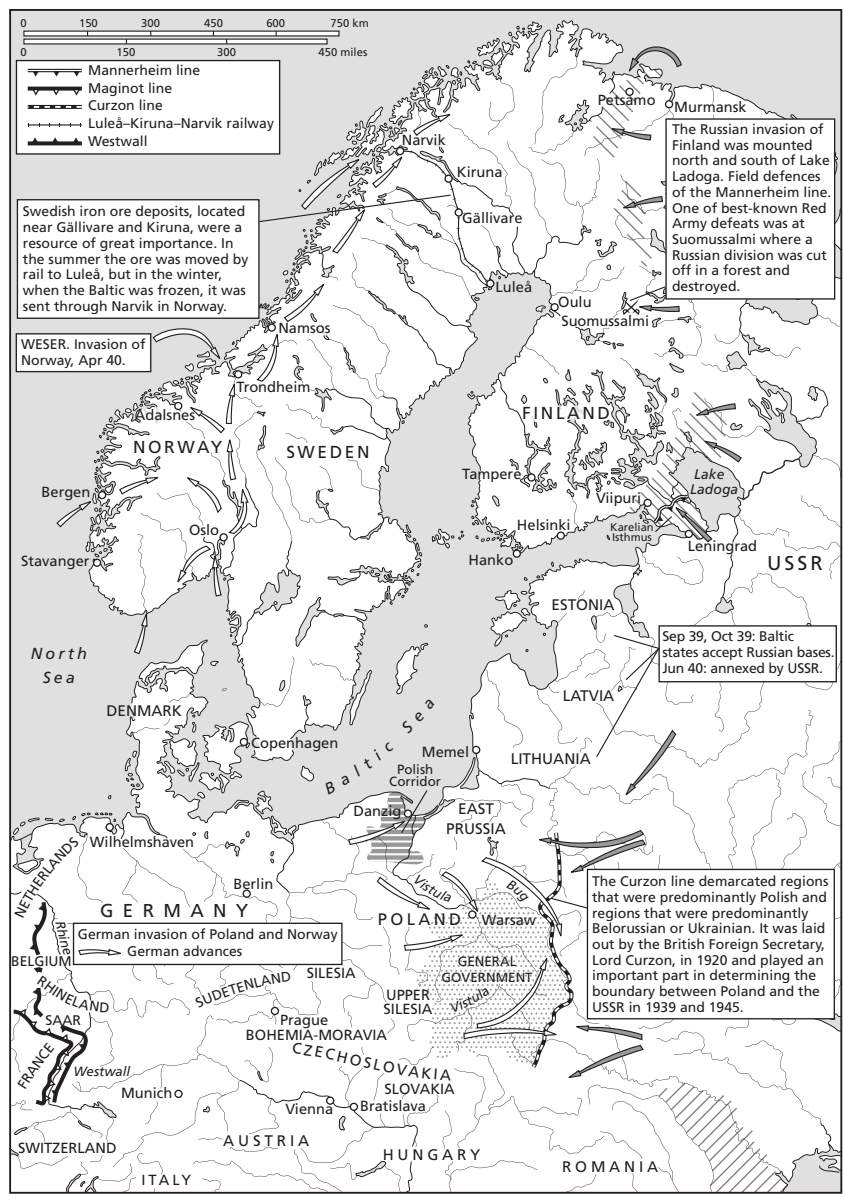 0 150 300 450 600 750 km
0 150 300 450 miles
Mannerheim line
Maginot line
Curzon line
Luleå–Kiruna–Narvik railway
Westwall
Petsamo
Murmansk
Narvik
The Russian invasion of
Finland was mounted
north and south of Lake
Ladoga. Field defences
of the Mannerheim line.
One of best-known Red
Army defeats was at
Suomussalmi where a
Russian division was cut
off in a forest and
destroyed.
Kiruna
Swedish iron ore deposits, located
near Gällivare and Kiruna, were a
resource of great importance. In
the summer the ore was moved by
rail to Luleå, but in the winter,
when the Baltic was frozen, it was
sent through Narvik in Norway.
Gällivare
Luleå
Oulu
Suomussalmi
Namsos
WESER. Invasion of
Norway, Apr 40.
Trondheim
Adalsnes
FINLAND
NORWAY
SWEDEN
Tampere
Lake
Ladoga
Bergen
Viipuri
Oslo
Helsinki
Karelian
Isthmus
Leningrad
Stavanger
Hanko
USSR
ESTONIA
North
Sea
Sep 39, Oct 39: Baltic
states accept Russian bases.
Jun 40: annexed by USSR.
LATVIA
DENMARK
Copenhagen
Baltic Sea
Memel
LITHUANIA
Polish
Corridor
Danzig
EAST
PRUSSIA
Wilhelmshaven
NETHERLANDS
Berlin
Vistula
Bug
The Curzon line demarcated regions
that were predominantly Polish and
regions that were predominantly
Belorussian or Ukrainian. It was laid
out by the British Foreign Secretary,
Lord Curzon, in 1920 and played an
important part in determining the
boundary between Poland and the
USSR in 1939 and 1945.
GERMANY
POLAND
Warsaw
Rhine
German invasion of Poland and Norway
German advances
BELGIUM
GENERAL
GOVERNMENT
SILESIA
SUDETENLAND
RHINELAND
UPPER
SILESIA
Vistula
SAAR
Prague
BOHEMIA-MORAVIA
CZECHOSLOVAKIA
FRANCE
Westwall
SLOVAKIA
Munich
Vienna
Bratislava
SWITZERLAND
AUSTRIA
HUNGARY
ROMANIA
ITALY